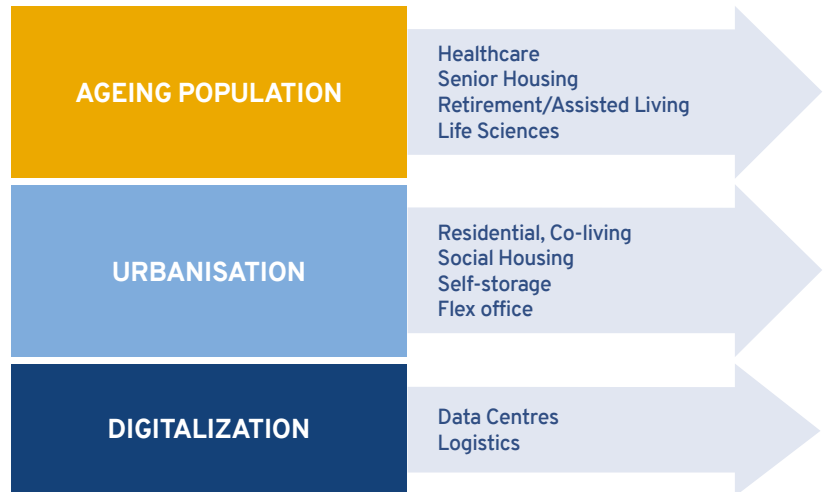 AGEING POPULATION
Healthcare
Senior Housing
Retirement/Assisted Living
Life Sciences
URBANISATION
Residential, Co-living
Social Housing
Self-storage
Flex office
DIGITALIZATION
Data Centres
Logistics